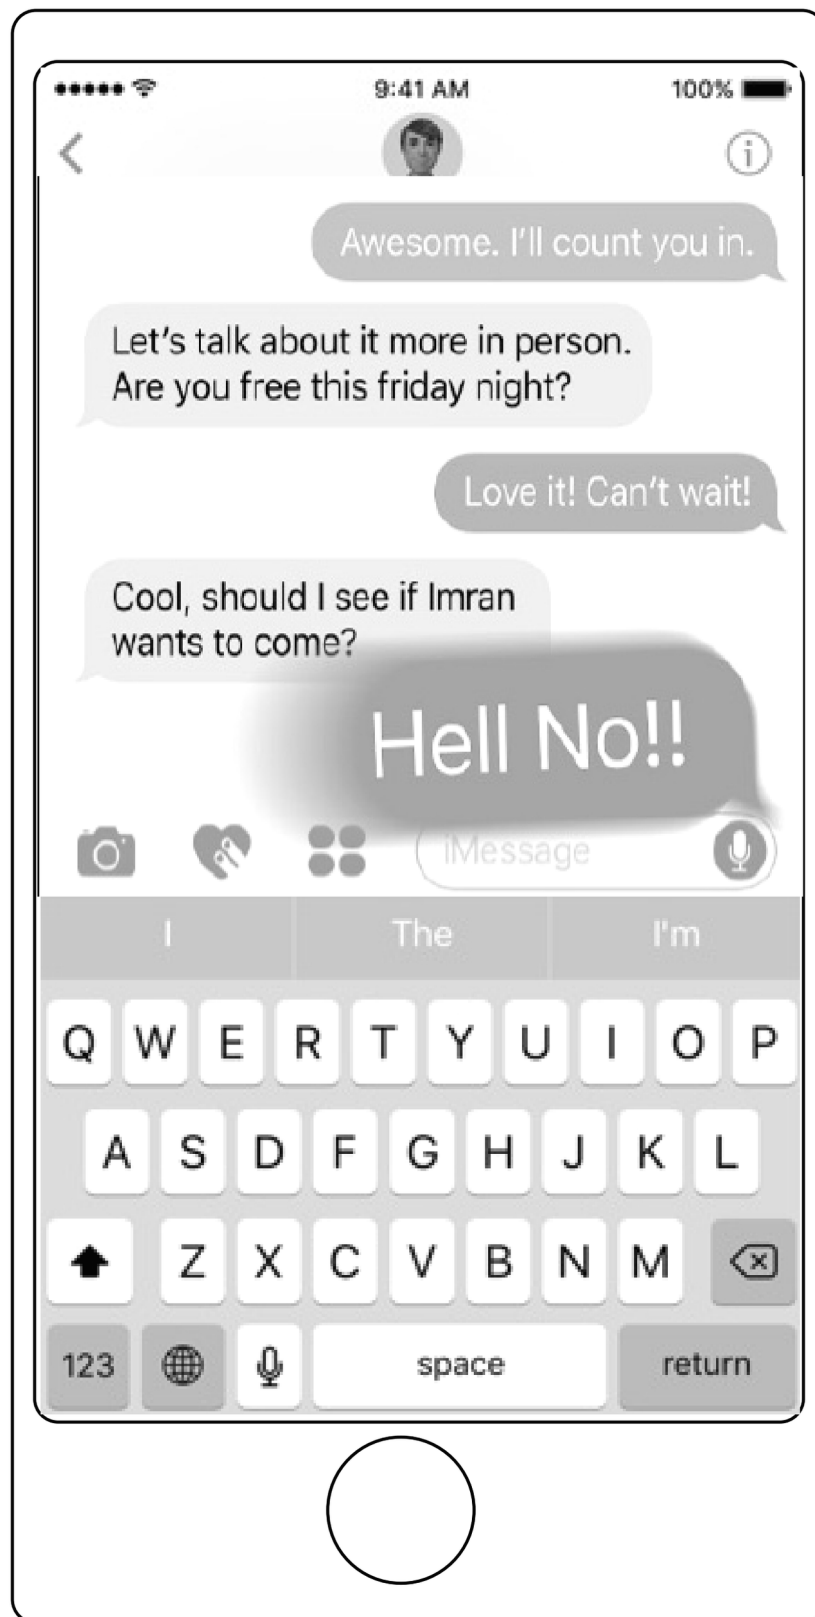 9:41 AM 100%
Awesome. I'll count you in.
Let's talk about it more in person.
Are you free this friday night?
Love it! Can't wait!
Cool, should I see if Imran
wants to come?
Hell No!!
iMessage
I The I'm
Q W E R T Y U I O P
A S D F G H J K L
Z X C V B N M
123 space return